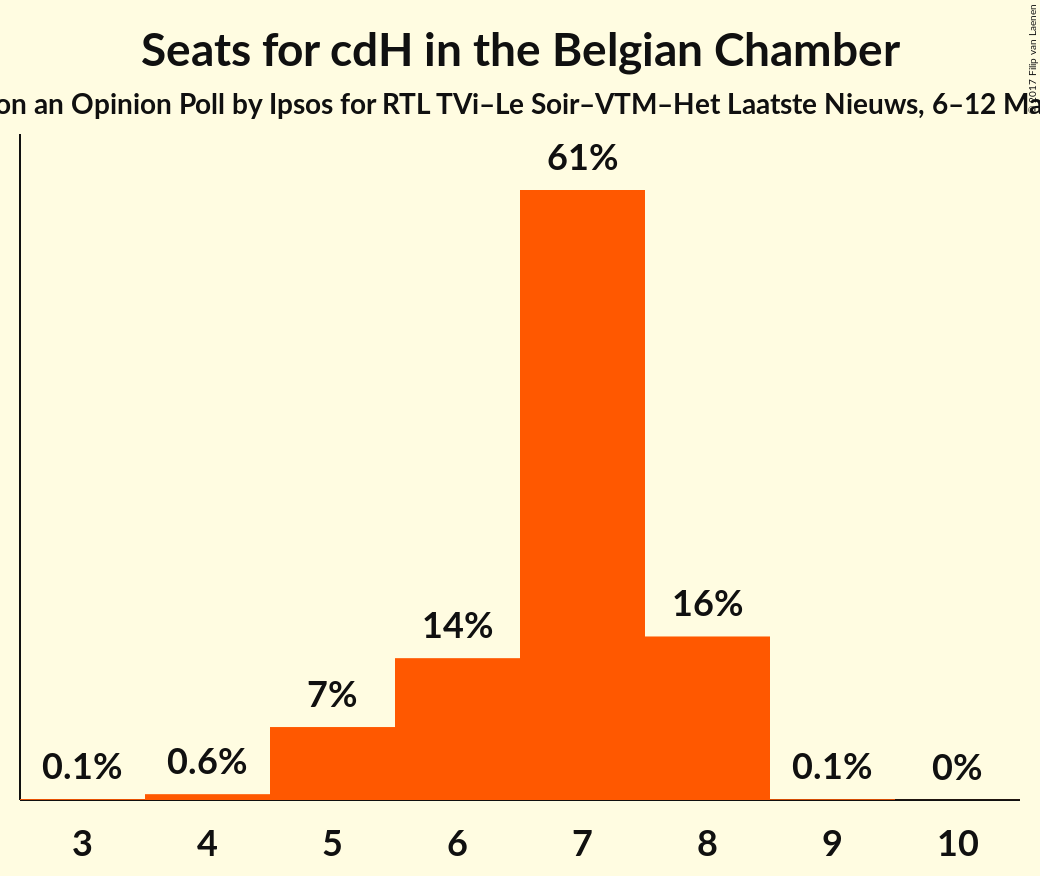 Seats for cdH in the Belgian Chamber
on an Opinion Poll by Ipsos for RTL TVi–Le Soir–VTM–Het Laatste Nieuws, 6–12
© 2017 Filip van Laenen
61%
16%
14%
7%
0.1% 0.6% 0.1% 0%
3 4 5 6 7 8 9 10